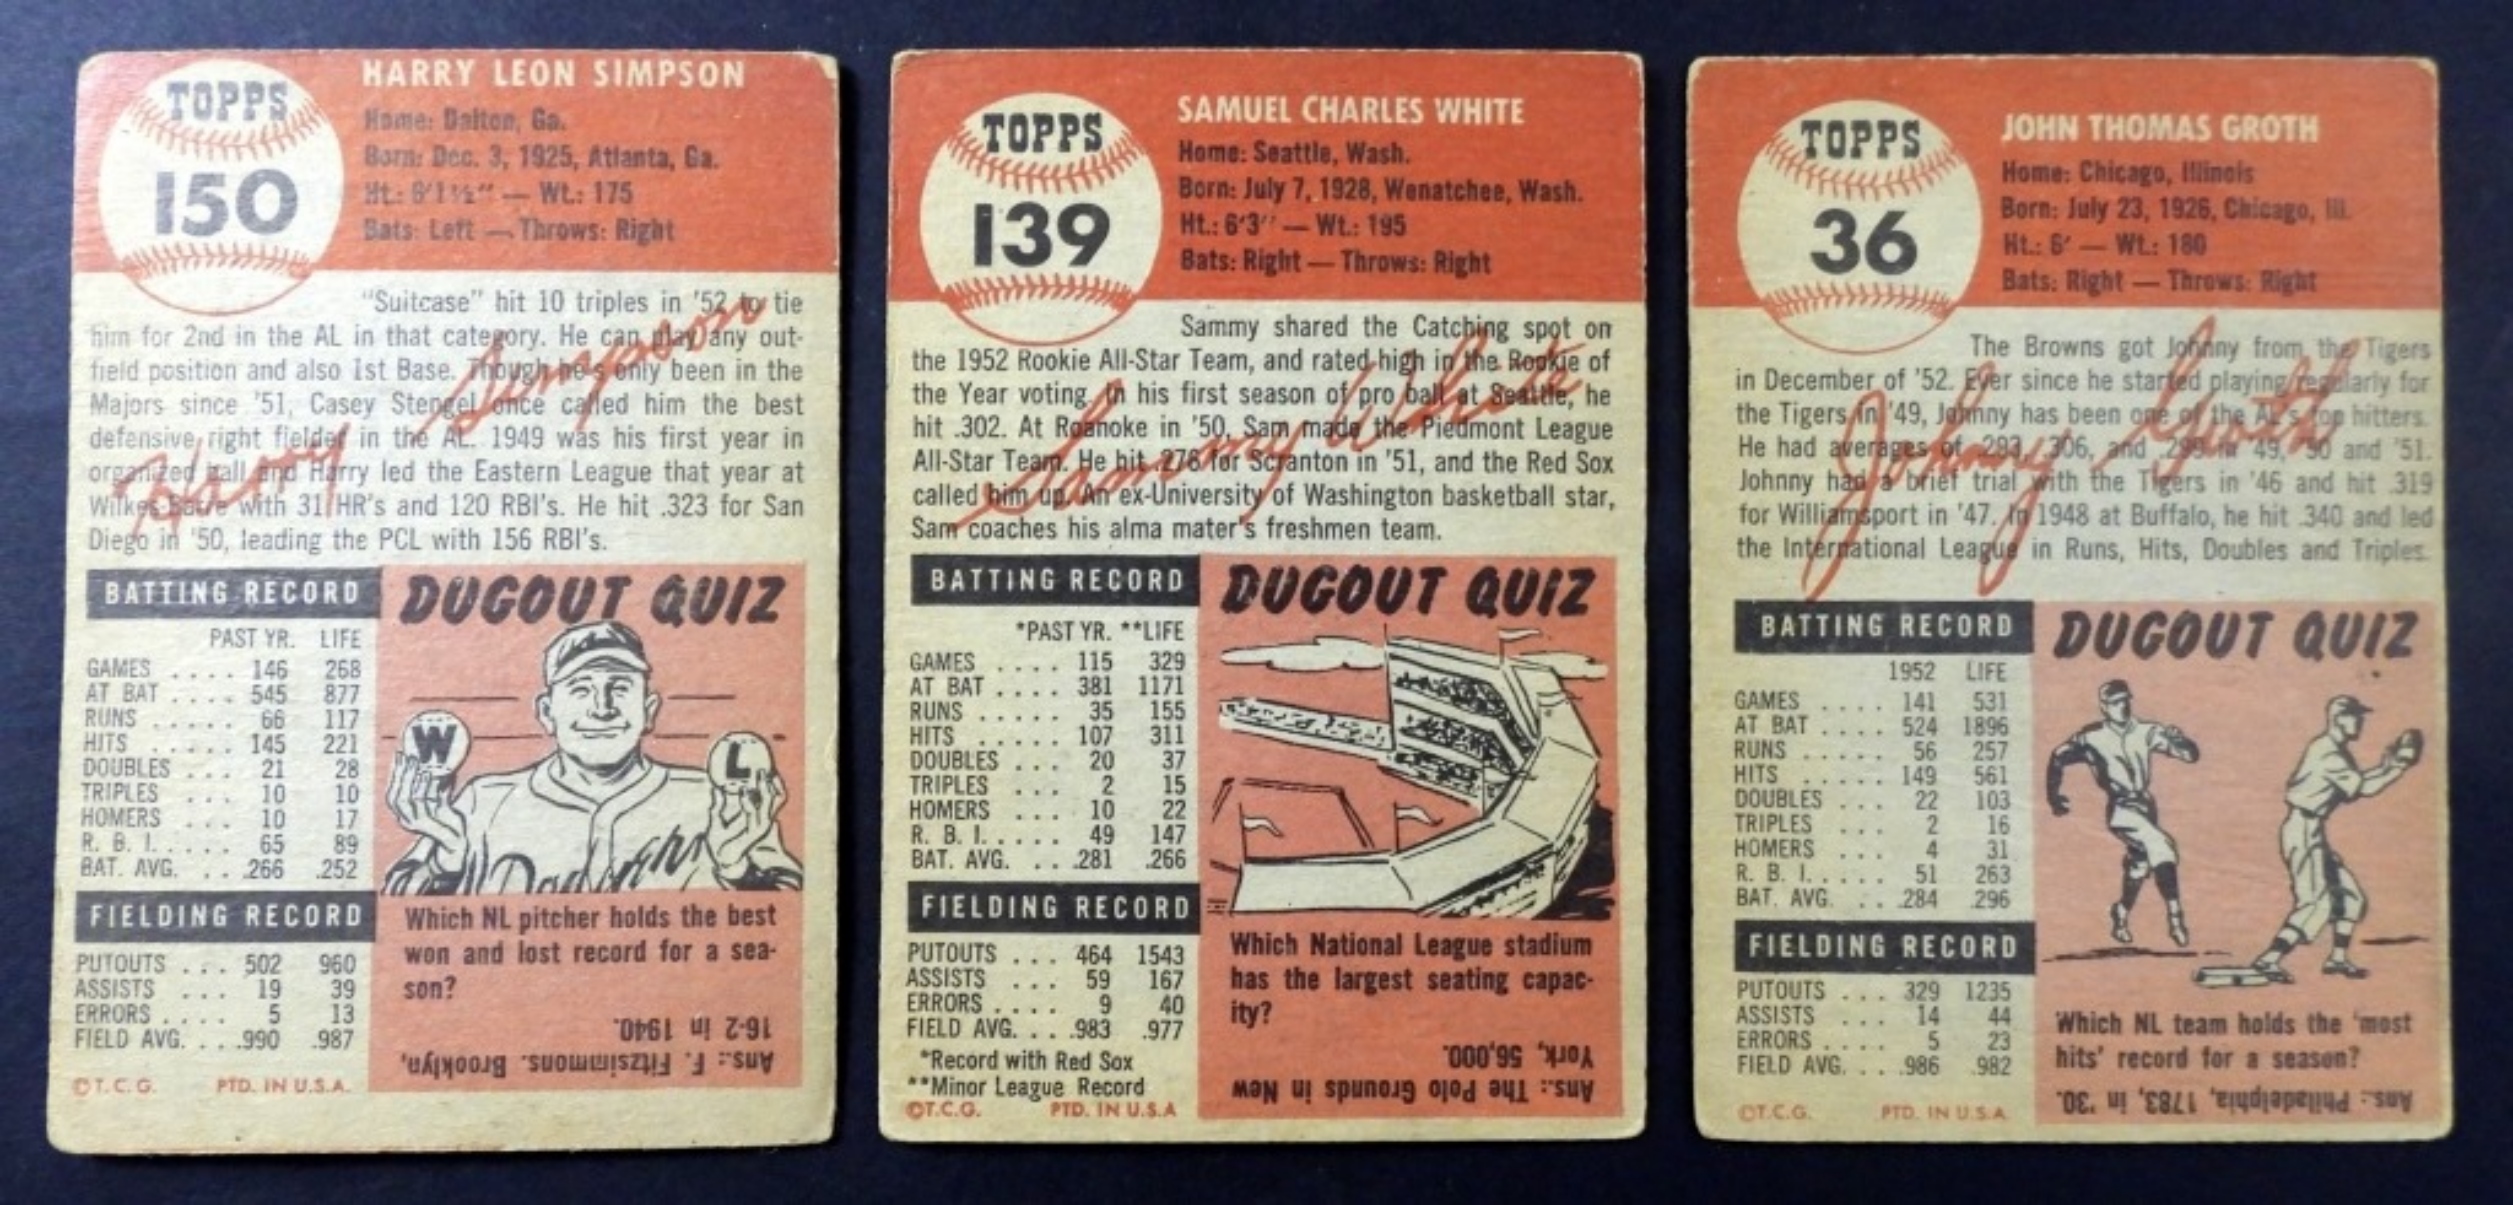 TOPPS
150
HARRY LEON SIMPSON
Home: Dalton, Ga.
Born: Dec. 3, 1925, Atlanta, Ga.
Ht.: 6'1½" — Wt.: 175
Bats: Left — Throws: Right
"Suitcase" hit 10 triples in '52 to tie
him for 2nd in the AL in that category. He can play any out-
field position and also 1st Base. Though he's only been in the
Majors since '51, Casey Stengel once called him the best
defensive right fielder in the AL. 1949 was his first year in
organized ball and Harry led the Eastern League that year at
Wilkes-Barre with 31 HR's and 120 RBI's. He hit .323 for San
Diego in '50, leading the PCL with 156 RBI's.
Harry Simpson
BATTING RECORD
PAST YR. LIFE
GAMES .... 146 268
AT BAT .... 545 877
RUNS ..... 66 117
HITS ..... 145 221
DOUBLES ... 21 28
TRIPLES ... 10 10
HOMERS ... 10 17
R. B. I. .... 65 89
BAT. AVG. .. .266 .252
FIELDING RECORD
PUTOUTS ... 502 960
ASSISTS ... 19 39
ERRORS .... 5 13
FIELD AVG. .. .990 .987
©T.C.G. PTD. IN U.S.A.
DUGOUT QUIZ
W L
Dodgers
Which NL pitcher holds the best
won and lost record for a sea-
son?
Ans.: F. Fitzsimmons. Brooklyn,
16-2 in 1940.
TOPPS
139
SAMUEL CHARLES WHITE
Home: Seattle, Wash.
Born: July 7, 1928, Wenatchee, Wash.
Ht.: 6'3" — Wt.: 195
Bats: Right — Throws: Right
Sammy shared the Catching spot on
the 1952 Rookie All-Star Team, and rated high in the Rookie of
the Year voting. In his first season of pro ball at Seattle, he
hit .302. At Roanoke in '50, Sam made the Piedmont League
All-Star Team. He hit .276 for Scranton in '51, and the Red Sox
called him up. An ex-University of Washington basketball star,
Sam coaches his alma mater's freshmen team.
Sammy White
BATTING RECORD
*PAST YR. **LIFE
GAMES .... 115 329
AT BAT .... 381 1171
RUNS ..... 35 155
HITS ..... 107 311
DOUBLES ... 20 37
TRIPLES ... 2 15
HOMERS ... 10 22
R. B. I. .... 49 147
BAT. AVG. .. .281 .266
FIELDING RECORD
PUTOUTS ... 464 1543
ASSISTS ... 59 167
ERRORS .... 9 40
FIELD AVG. .. .983 .977
*Record with Red Sox
**Minor League Record
©T.C.G. PTD. IN U.S.A
DUGOUT QUIZ
Which National League stadium
has the largest seating capac-
ity?
Ans.: The Polo Grounds in New
York, 56,000.
TOPPS
36
JOHN THOMAS GROTH
Home: Chicago, Illinois
Born: July 23, 1926, Chicago, Ill.
Ht.: 6' — Wt.: 180
Bats: Right — Throws: Right
The Browns got Johnny from the Tigers
in December of '52. Ever since he started playing regularly for
the Tigers in '49, Johnny has been one of the AL's top hitters.
He had averages of .293, .306, and .299 in '49, '50 and '51.
Johnny had a brief trial with the Tigers in '46 and hit .319
for Williamsport in '47. In 1948 at Buffalo, he hit .340 and led
the International League in Runs, Hits, Doubles and Triples.
Johnny Groth
BATTING RECORD
1952 LIFE
GAMES .... 141 531
AT BAT .... 524 1896
RUNS .... 56 257
HITS ..... 149 561
DOUBLES ... 22 103
TRIPLES ... 2 16
HOMERS ... 4 31
R. B. I. .... 51 263
BAT. AVG. .. .284 .296
FIELDING RECORD
PUTOUTS ... 329 1235
ASSISTS ... 14 44
ERRORS .... 5 23
FIELD AVG. .. .986 .982
©T.C.G. PTD. IN U.S.A.
DUGOUT QUIZ
Which NL team holds the 'most
hits' record for a season?
Ans.: Philadelphia, 1783, in '30.